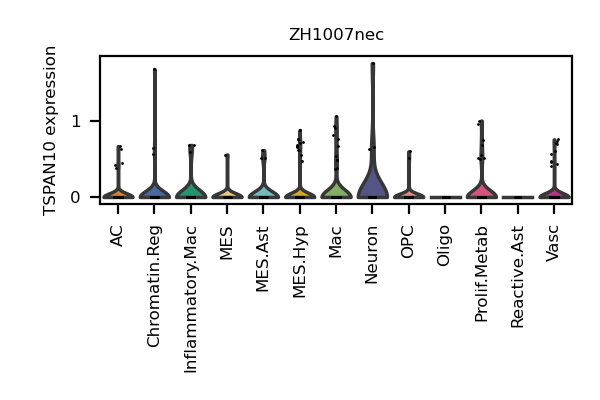 ZH1007nec
TSPAN10 expression
1
0
AC
Chromatin.Reg
Inflammatory.Mac
MES
MES.Ast
MES.Hyp
Mac
Neuron
OPC
Oligo
Prolif.Metab
Reactive.Ast
Vasc